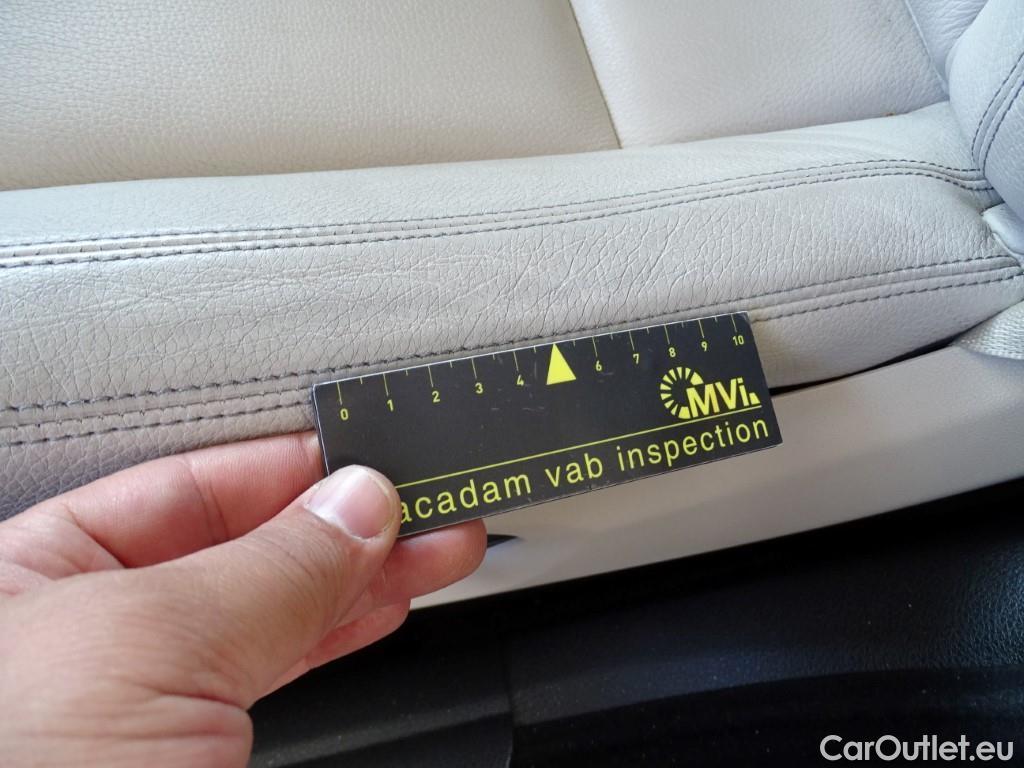 0 1 2 3 4 6 7 8 9 10
MVi.
acadam vab inspection
CarOutlet.eu